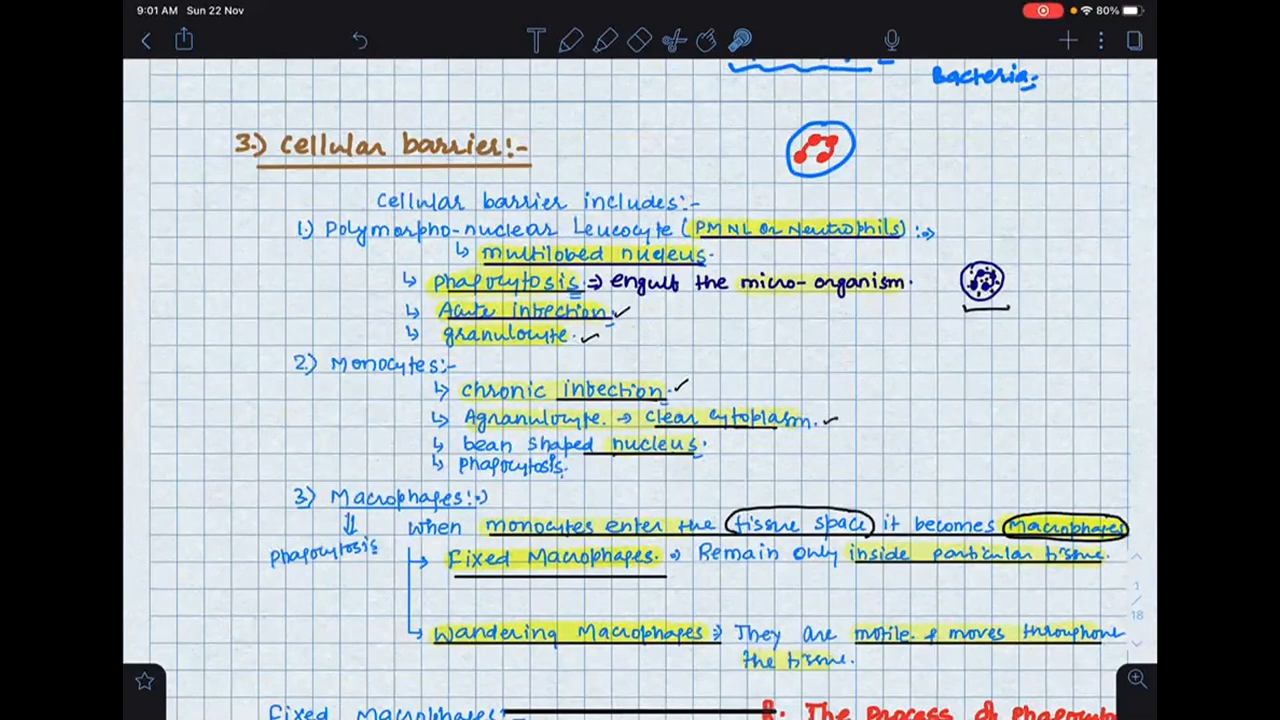 9:01 AM Sun 22 Nov
80%
Bacteria.
3.) Cellular barrier:-
Cellular barrier includes:-
1.) Polymorpho-nuclear Leucocyte (PMNL or Neutrophils) :->
↳ multilobed nucleus.
↳ phagocytosis => engulf the micro-organism.
↳ Acute infection. ✓
↳ granulocyte. ✓
2.) Monocytes:-
↳ chronic infection. ✓
↳ Agranulocyte. → clear cytoplasm. ✓
↳ bean shaped nucleus.
↳ phagocytosis.
3.) Macrophages:->
when monocytes enter the tissue space it becomes Macrophages
phagocytosis
Fixed Macrophages. => Remain only inside particular tissue.
Wandering Macrophages => They are motile & moves throughout
the tissue.
1
18
Fixed Macrophages:-
The Process of Phagocyto